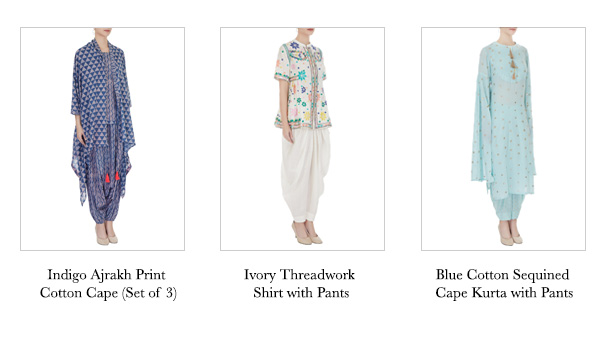 Indigo Ajrakh Print
Cotton Cape (Set of 3)
Ivory Threadwork
Shirt with Pants
Blue Cotton Sequined
Cape Kurta with Pants